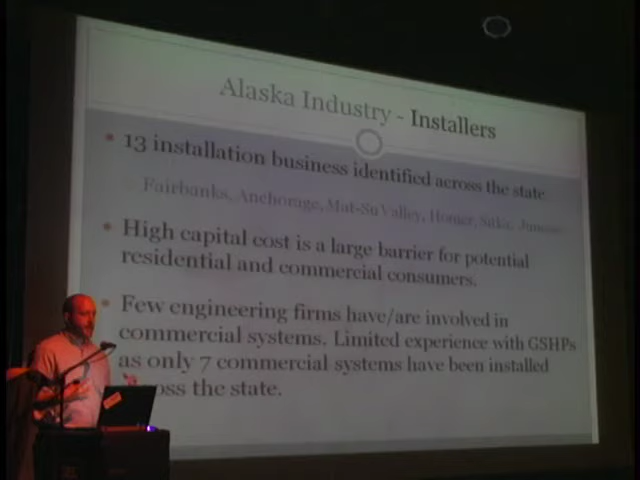 Alaska Industry - Installers
13 installation business identified across the state
Fairbanks, Anchorage, Mat-Su Valley, Homer, Sitka, Juneau
High capital cost is a large barrier for potential
residential and commercial consumers.
Few engineering firms have/are involved in
commercial systems. Limited experience with GSHPs
as only 7 commercial systems have been installed
the state.